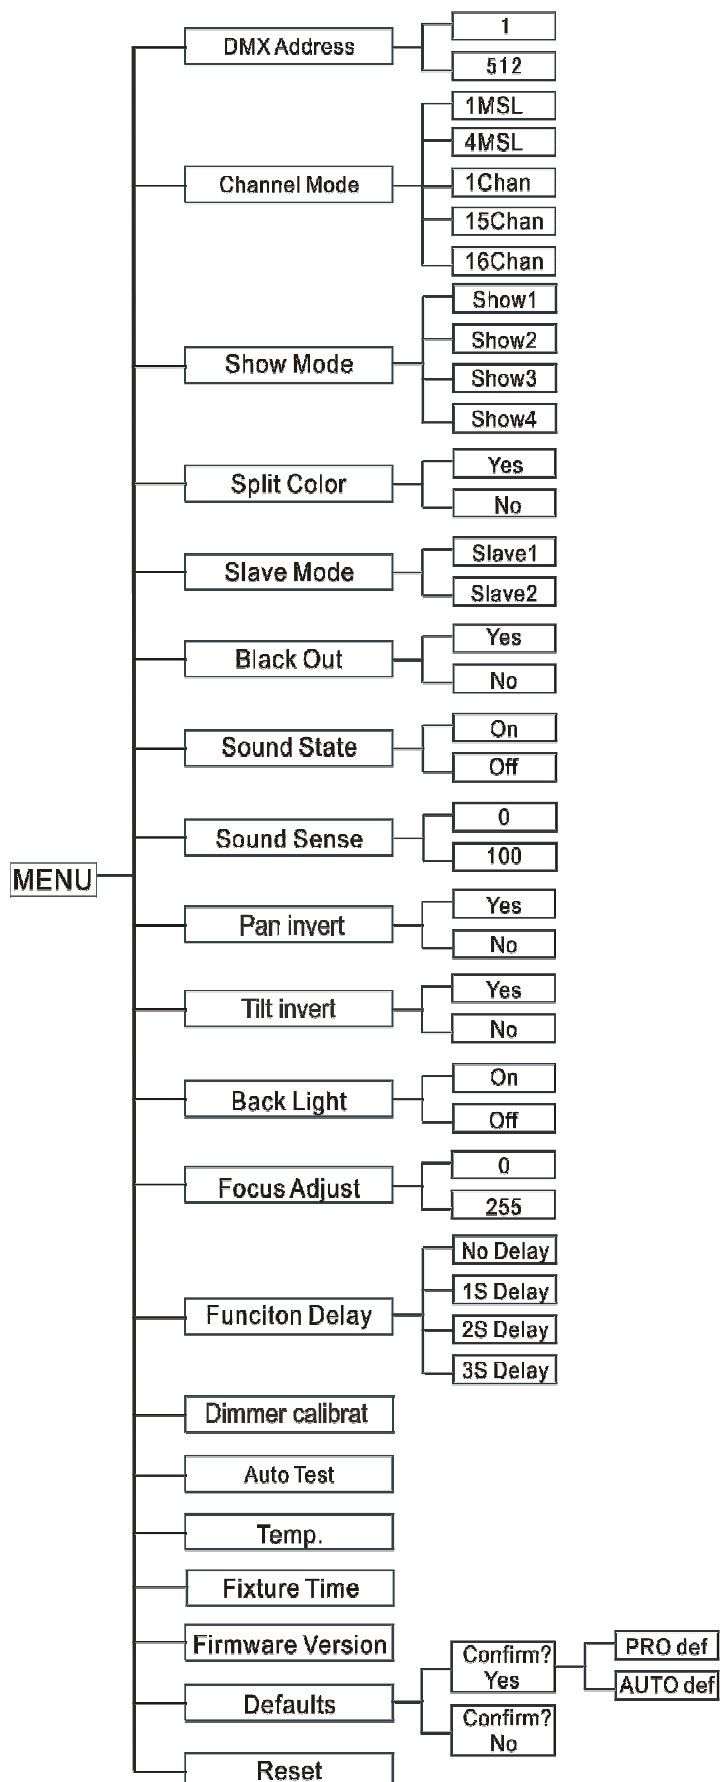 DMX Address
1
512
Channel Mode
1MSL
4MSL
1Chan
15Chan
16Chan
Show Mode
Show1
Show2
Show3
Show4
Split Color
Yes
No
Slave Mode
Slave1
Slave2
Black Out
Yes
No
Sound State
On
Off
Sound Sense
0
100
MENU
Pan invert
Yes
No
Tilt invert
Yes
No
Back Light
On
Off
Focus Adjust
0
255
Funciton Delay
No Delay
1S Delay
2S Delay
3S Delay
Dimmer calibrat
Auto Test
Temp.
Fixture Time
Firmware Version
Defaults
Confirm?
Yes
PRO def
AUTO def
Confirm?
No
Reset